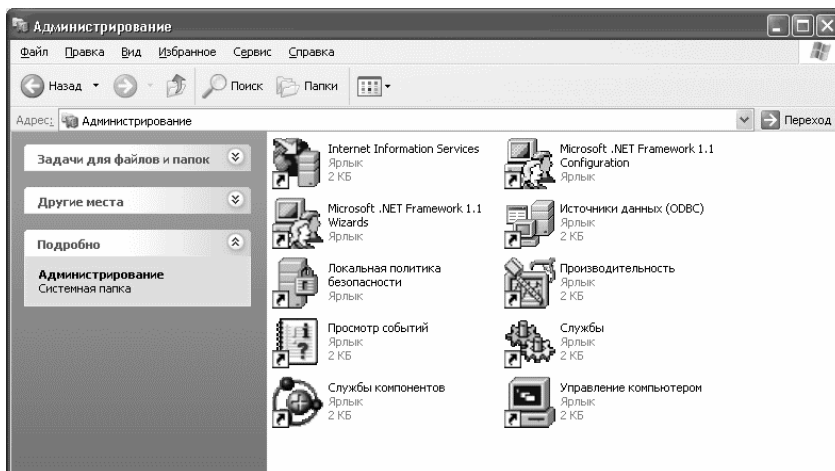 Администрирование
Файл Правка Вид Избранное Сервис Справка
Назад Поиск Папки
Адрес: Администрирование Переход
Задачи для файлов и папок
Другие места
Подробно
Администрирование
Системная папка
Internet Information Services
Ярлык
2 КБ
Microsoft .NET Framework 1.1
Configuration
Ярлык
Microsoft .NET Framework 1.1
Wizards
Ярлык
Источники данных (ODBC)
Ярлык
2 КБ
Локальная политика
безопасности
Ярлык
Производительность
Ярлык
2 КБ
Просмотр событий
Ярлык
2 КБ
Службы
Ярлык
2 КБ
Службы компонентов
Ярлык
2 КБ
Управление компьютером
Ярлык
2 КБ